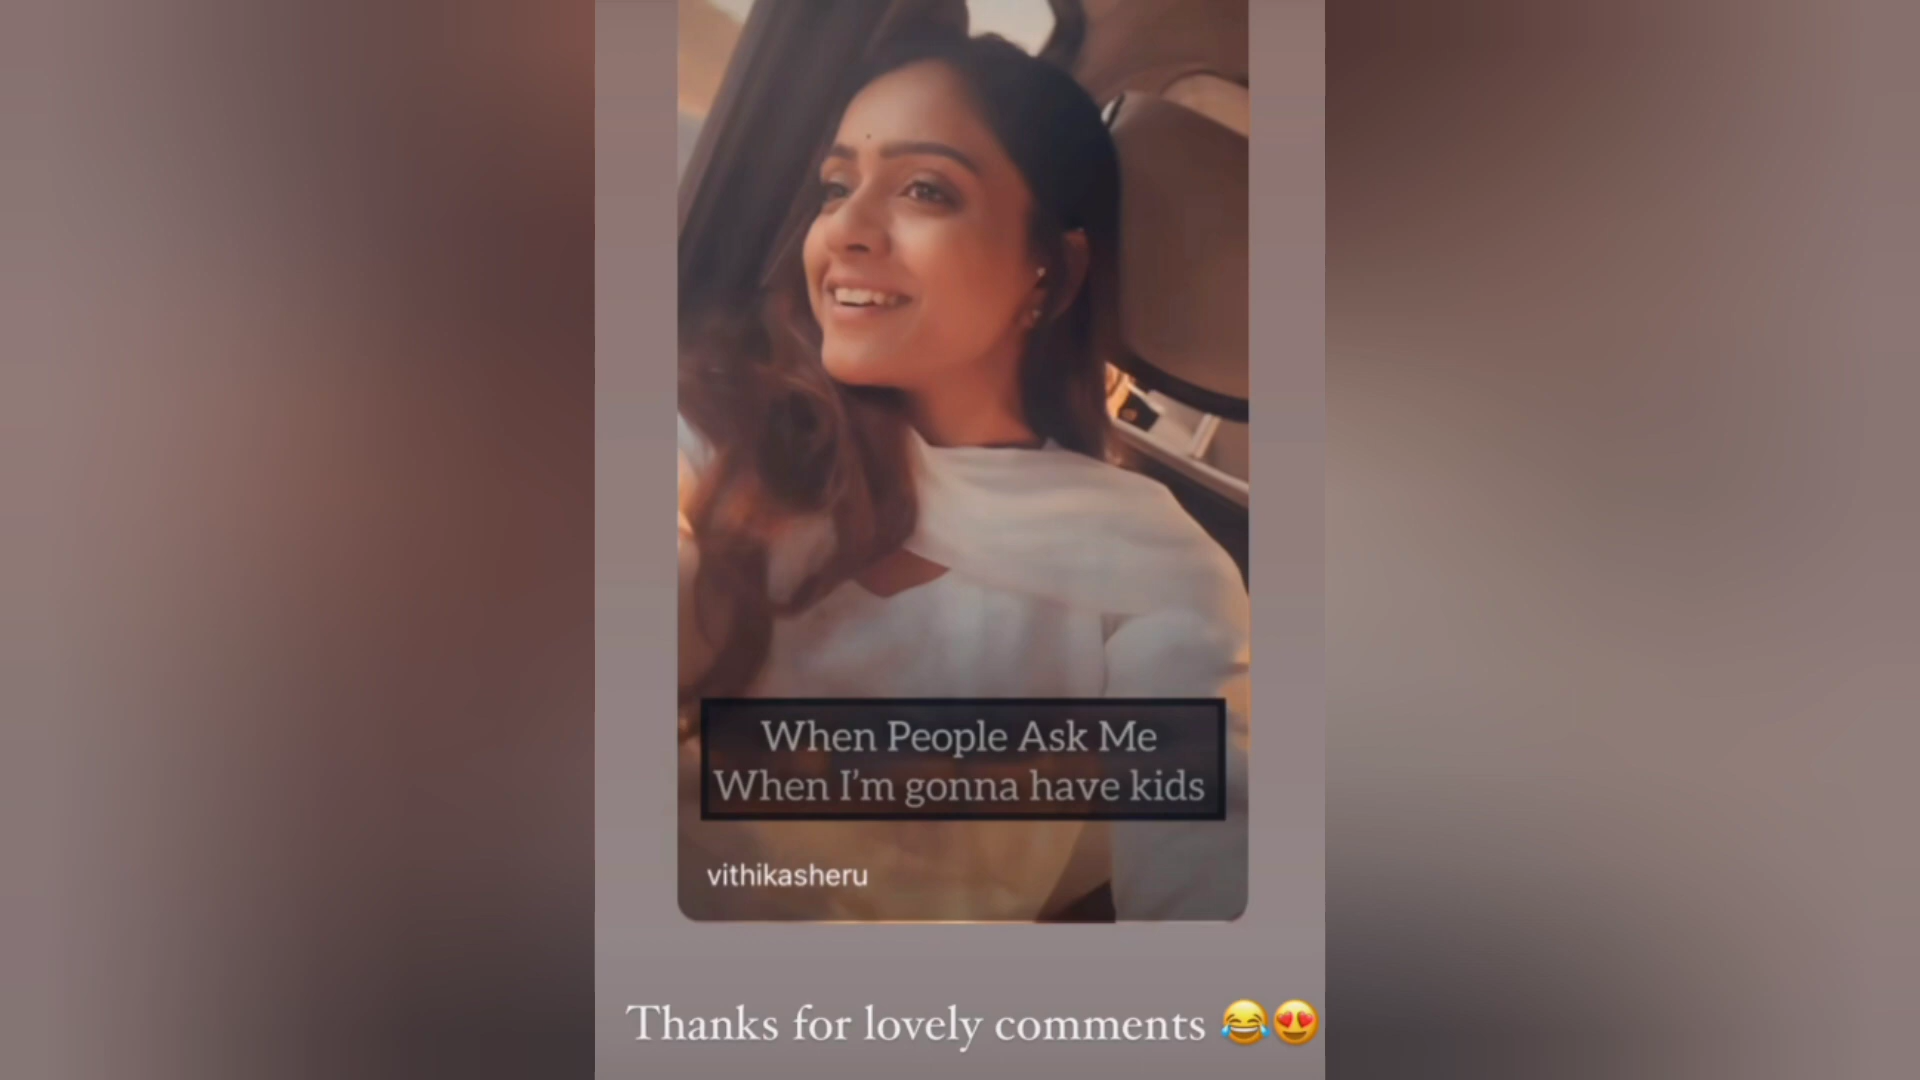 When People Ask Me
When I'm gonna have kids
vithikasheru
Thanks for lovely comments 😂😍